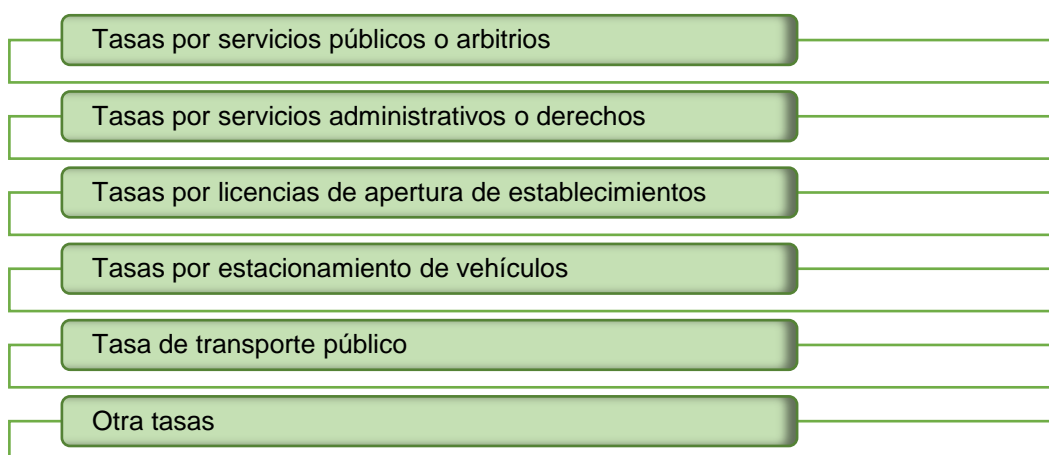 Tasas por servicios públicos o arbitrios
Tasas por servicios administrativos o derechos
Tasas por licencias de apertura de establecimientos
Tasas por estacionamiento de vehículos
Tasa de transporte público
Otra tasas